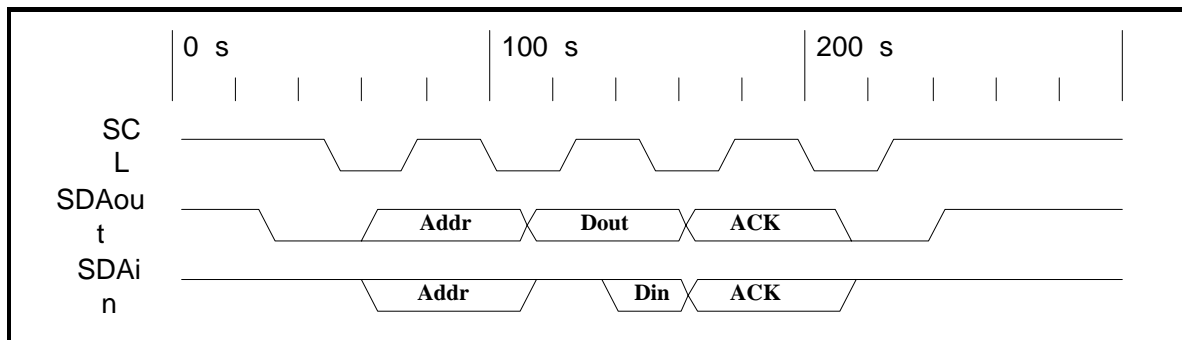 0 s 100 s 200 s
SC
L
SDAou
t
Addr Dout ACK
SDAi
n
Addr Din ACK